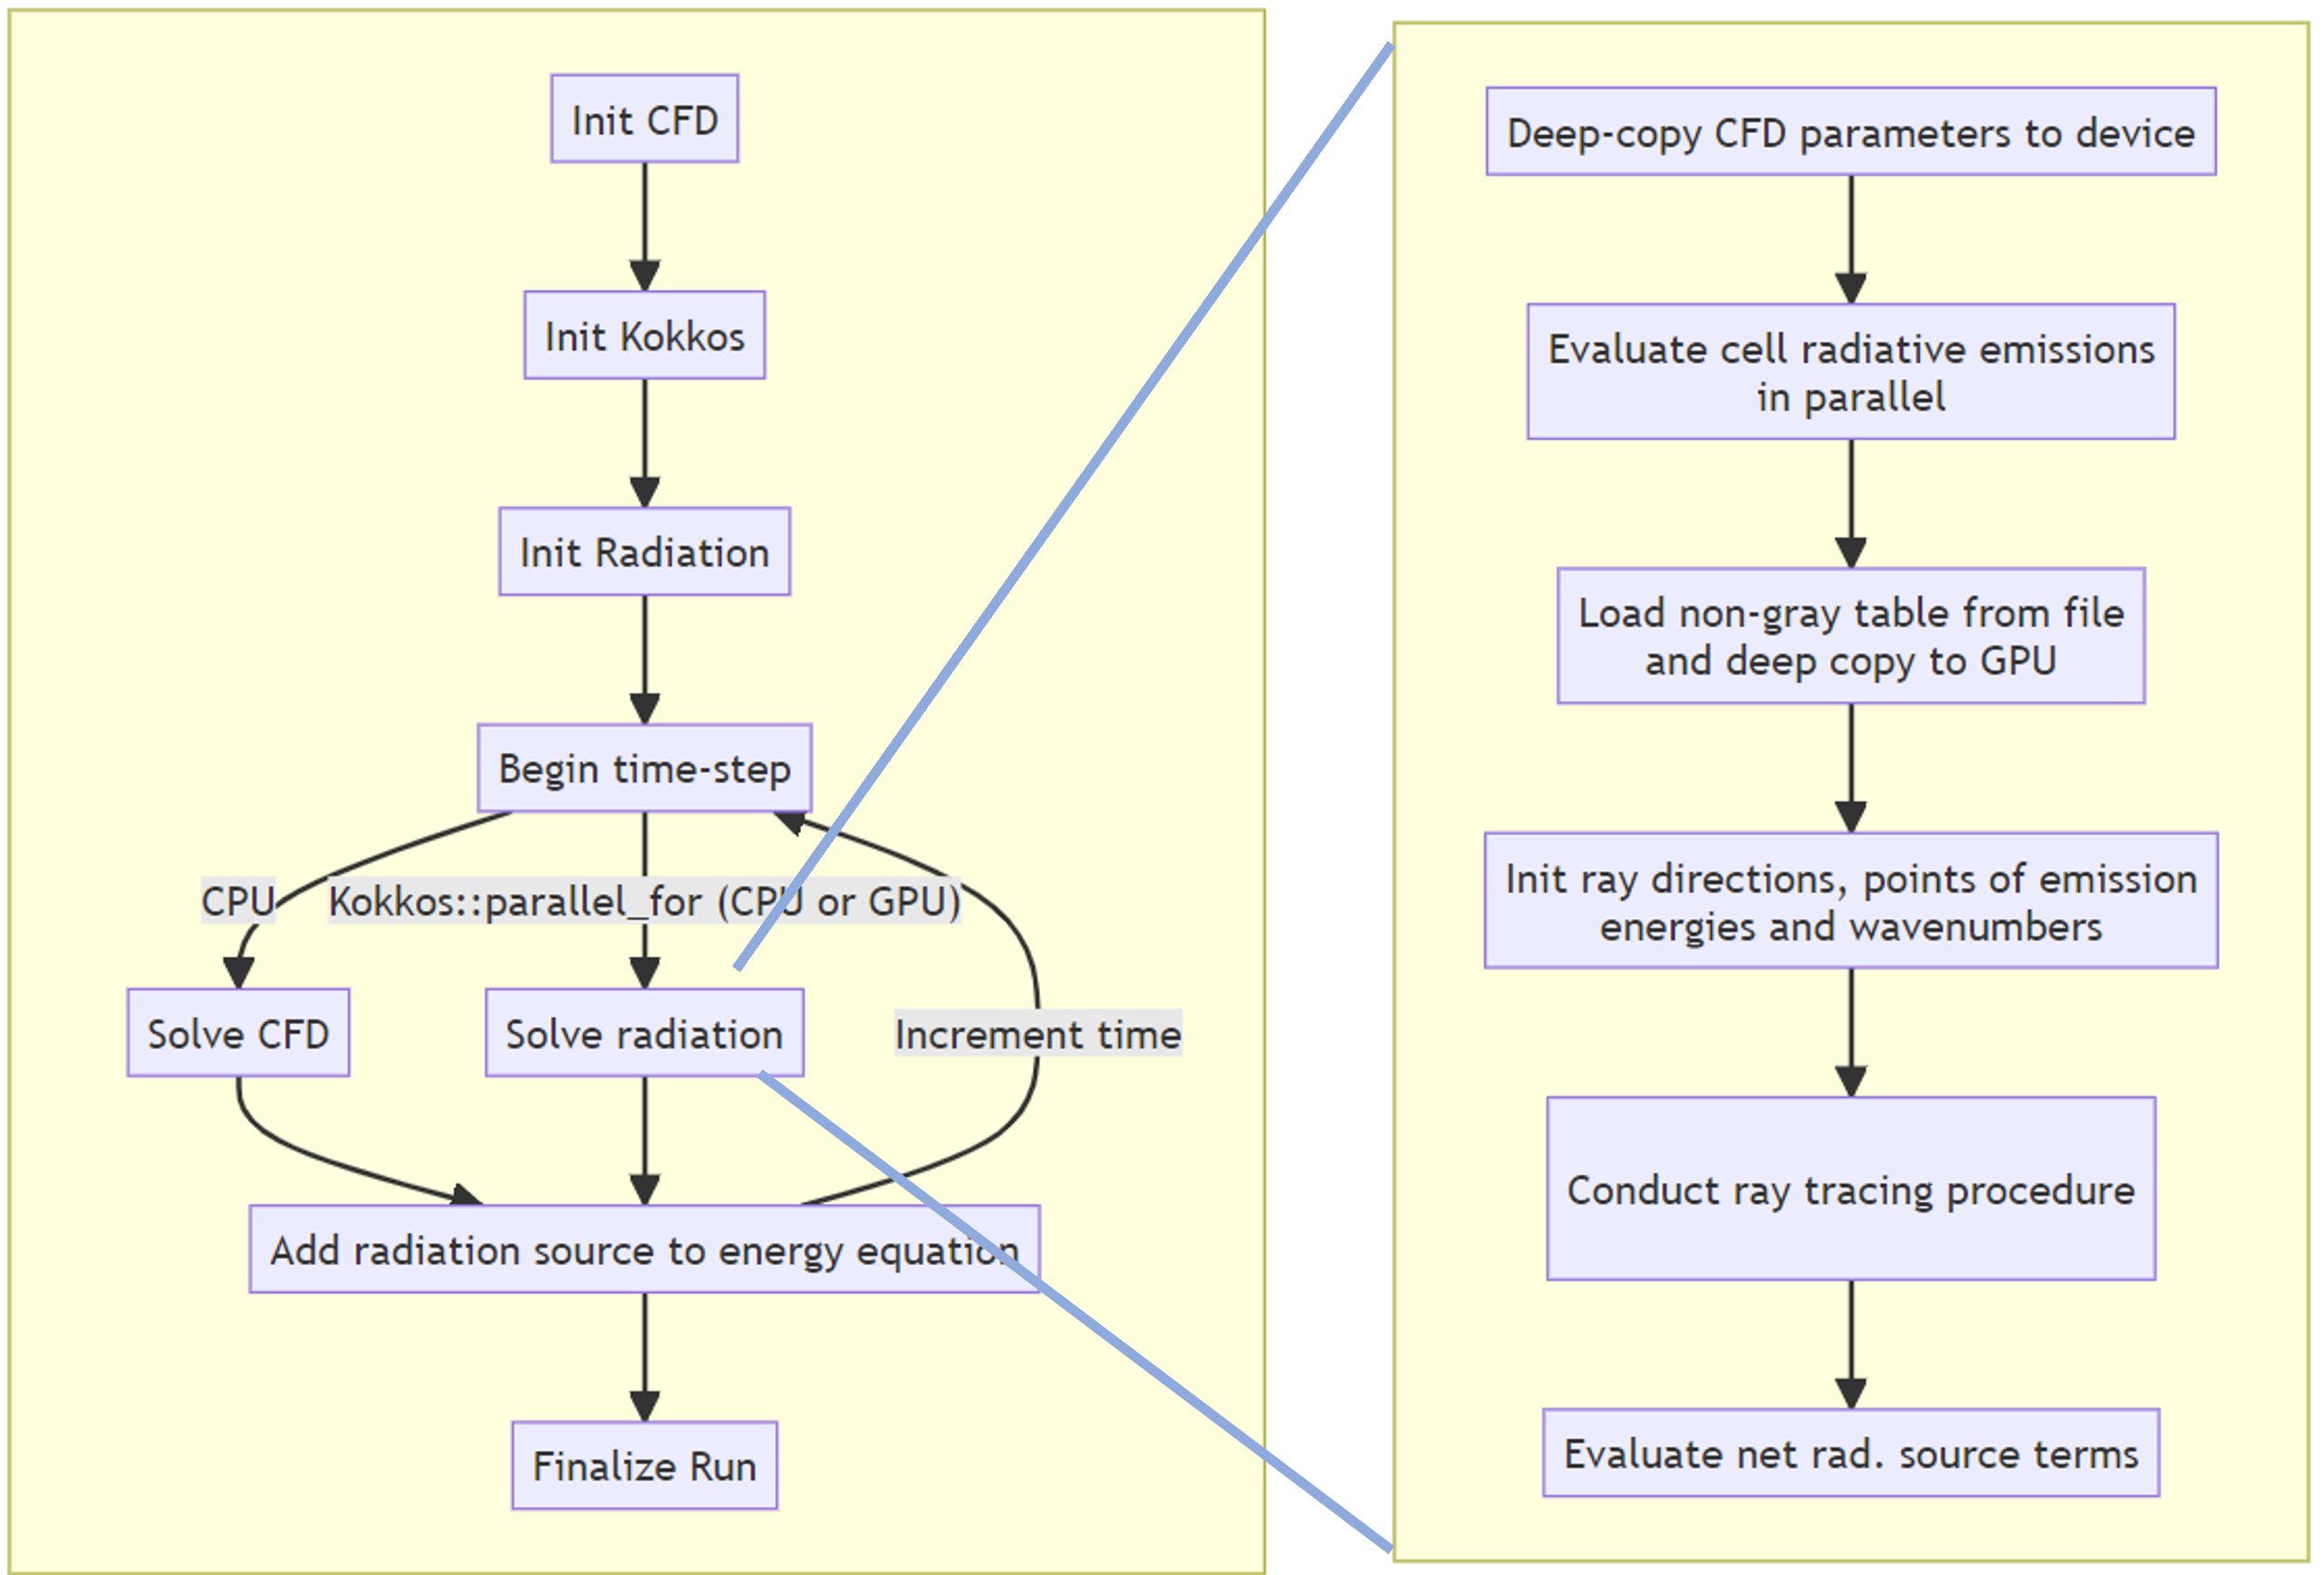 Init CFD
Init Kokkos
Init Radiation
Begin time-step
CPU
Kokkos::parallel_for (CPU or GPU)
Solve CFD
Solve radiation
Increment time
Add radiation source to energy equation
Finalize Run
Deep-copy CFD parameters to device
Evaluate cell radiative emissions
in parallel
Load non-gray table from file
and deep copy to GPU
Init ray directions, points of emission
energies and wavenumbers
Conduct ray tracing procedure
Evaluate net rad. source terms